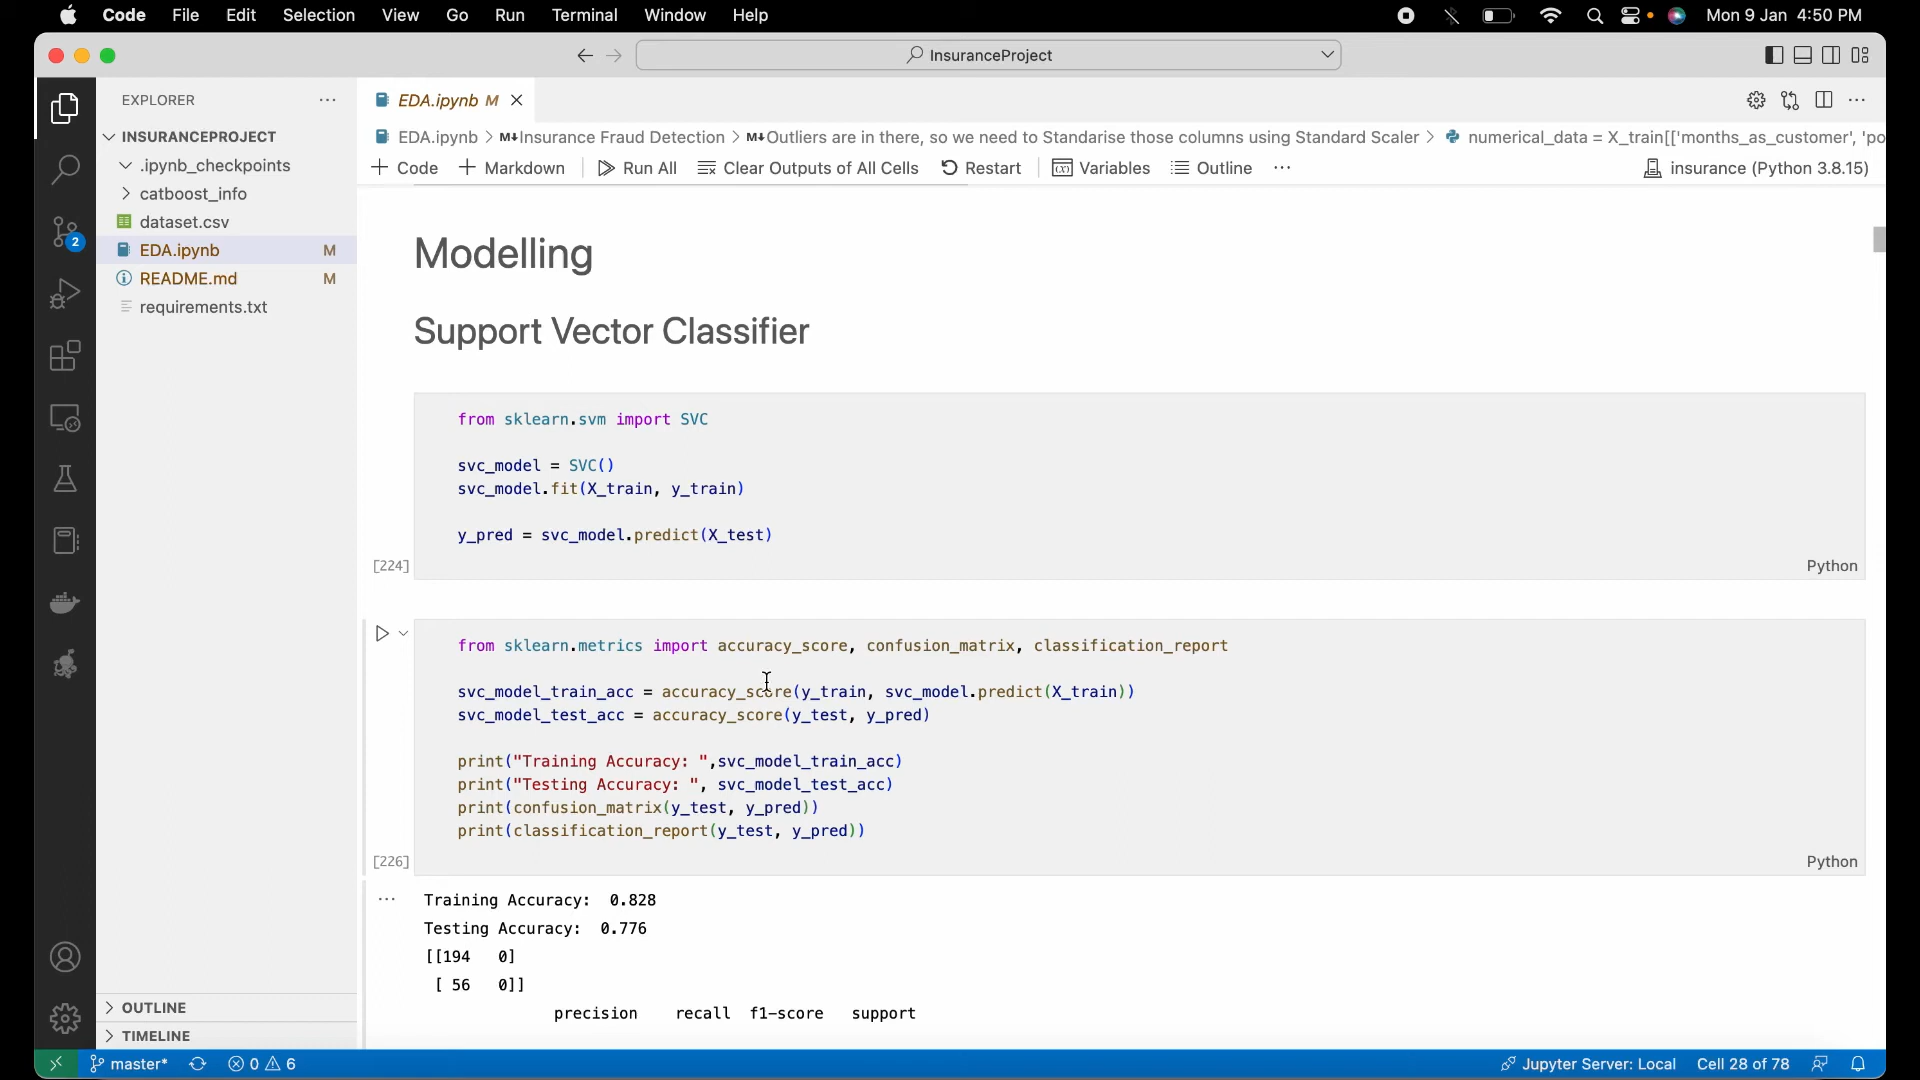 Code File Edit Selection View Go Run Terminal Window Help Mon 9 Jan 4:50 PM
InsuranceProject
EXPLORER
EDA.ipynb M
INSURANCEPROJECT
EDA.ipynb > M↓Insurance Fraud Detection > M↓Outliers are in there, so we need to Standarise those columns using Standard Scaler > numerical_data = X_train[['months_as_customer', 'po
.ipynb_checkpoints
+ Code + Markdown Run All Clear Outputs of All Cells Restart Variables Outline ··· insurance (Python 3.8.15)
catboost_info
dataset.csv
EDA.ipynb M
README.md M
requirements.txt
2
Modelling
Support Vector Classifier
from sklearn.svm import SVC
svc_model = SVC()
svc_model.fit(X_train, y_train)
y_pred = svc_model.predict(X_test)
[224] Python
from sklearn.metrics import accuracy_score, confusion_matrix, classification_report
svc_model_train_acc = accuracy_score(y_train, svc_model.predict(X_train))
svc_model_test_acc = accuracy_score(y_test, y_pred)
print("Training Accuracy: ",svc_model_train_acc)
print("Testing Accuracy: ", svc_model_test_acc)
print(confusion_matrix(y_test, y_pred))
print(classification_report(y_test, y_pred))
[226] Python
··· Training Accuracy:  0.828
Testing Accuracy:  0.776
[[194   0]
 [ 56   0]]
precision    recall  f1-score   support
OUTLINE
TIMELINE
master* 0 6 Jupyter Server: Local Cell 28 of 78